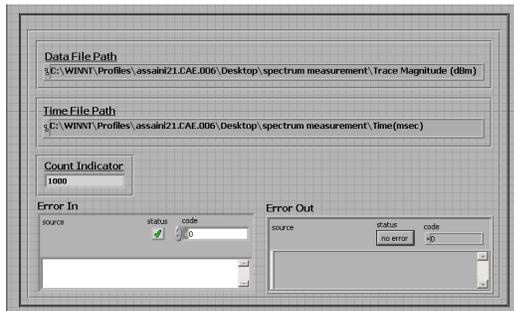 Data File Path
C:\WINNT\Profiles\assaini21.CAE.006\Desktop\spectrum measurement\Trace Magnitude (dBm)
Time File Path
C:\WINNT\Profiles\assaini21.CAE.006\Desktop\spectrum measurement\Time(msec)
Count Indicator
1000
Error In
source status code
0
Error Out
source status code
no error 0